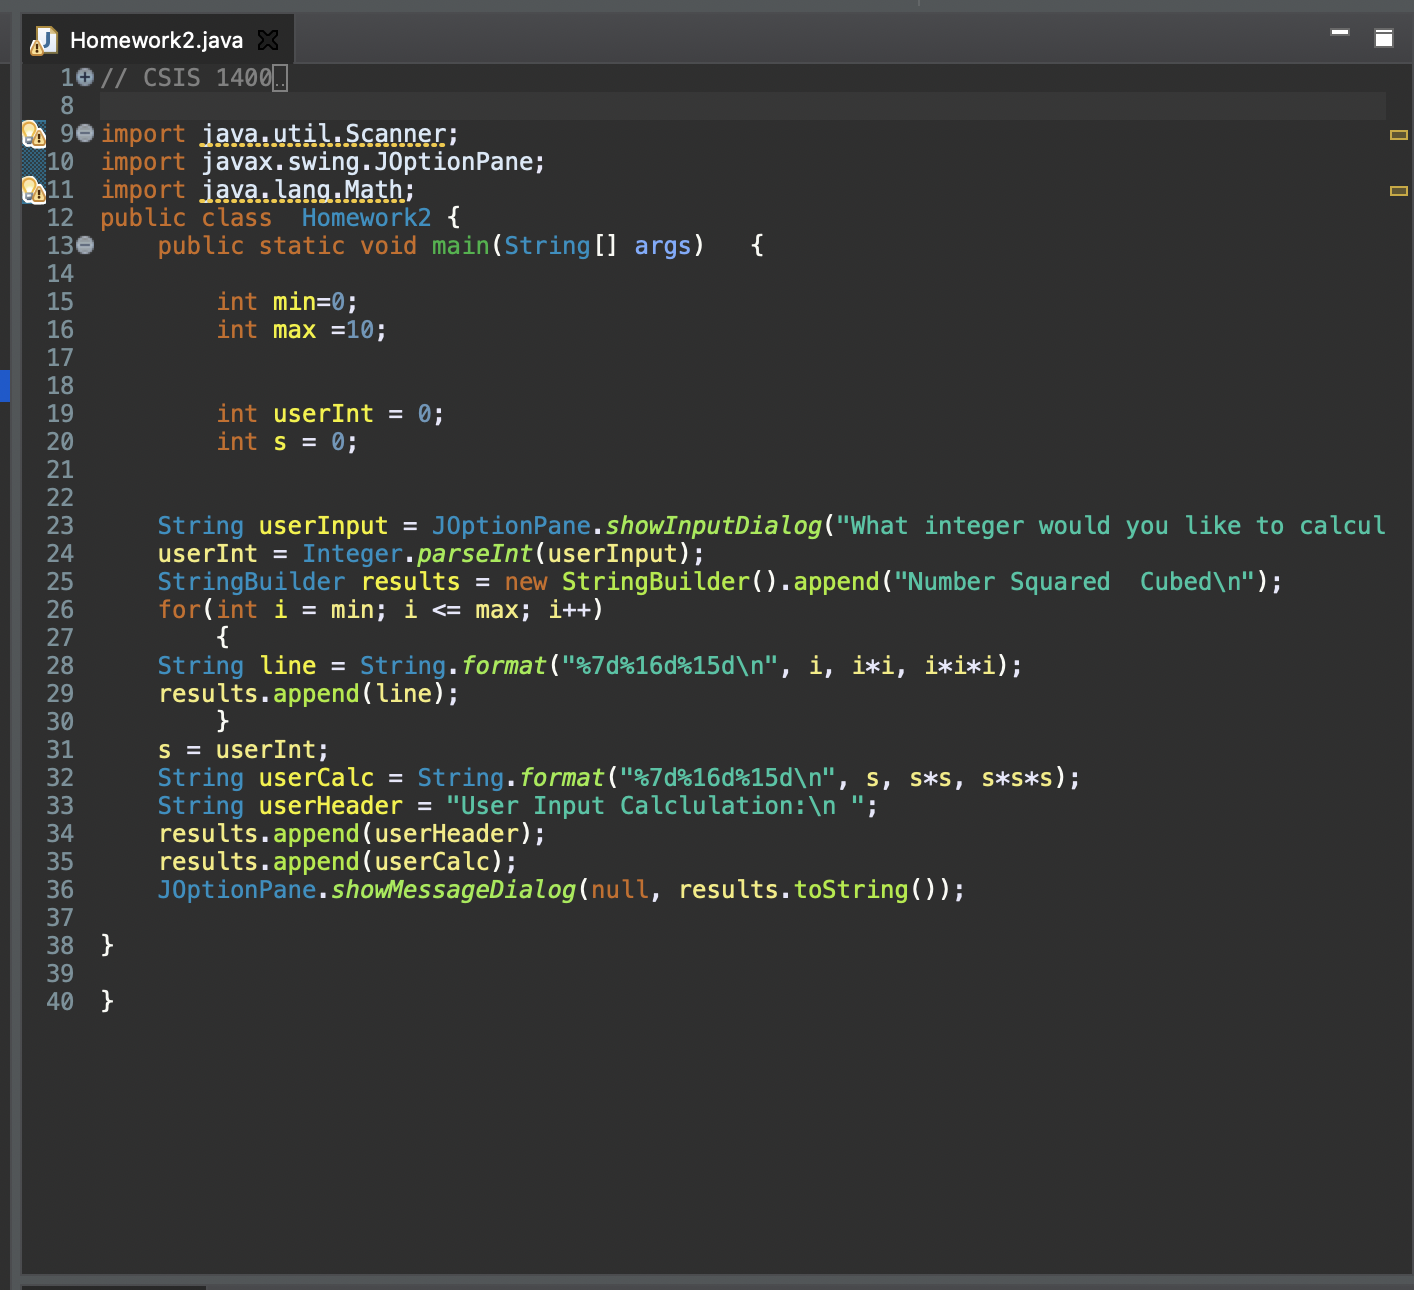 Homework2.java
1 // CSIS 1400..
8
9 import java.util.Scanner;
10 import javax.swing.JOptionPane;
11 import java.lang.Math;
12 public class  Homework2 {
13     public static void main(String[] args)   {
14
15         int min=0;
16         int max =10;
17
18
19         int userInt = 0;
20         int s = 0;
21
22
23     String userInput = JOptionPane.showInputDialog("What integer would you like to calcul
24     userInt = Integer.parseInt(userInput);
25     StringBuilder results = new StringBuilder().append("Number Squared  Cubed\n");
26     for(int i = min; i <= max; i++)
27         {
28     String line = String.format("%7d%16d%15d\n", i, i*i, i*i*i);
29     results.append(line);
30         }
31     s = userInt;
32     String userCalc = String.format("%7d%16d%15d\n", s, s*s, s*s*s);
33     String userHeader = "User Input Calclulation:\n ";
34     results.append(userHeader);
35     results.append(userCalc);
36     JOptionPane.showMessageDialog(null, results.toString());
37
38 }
39
40 }